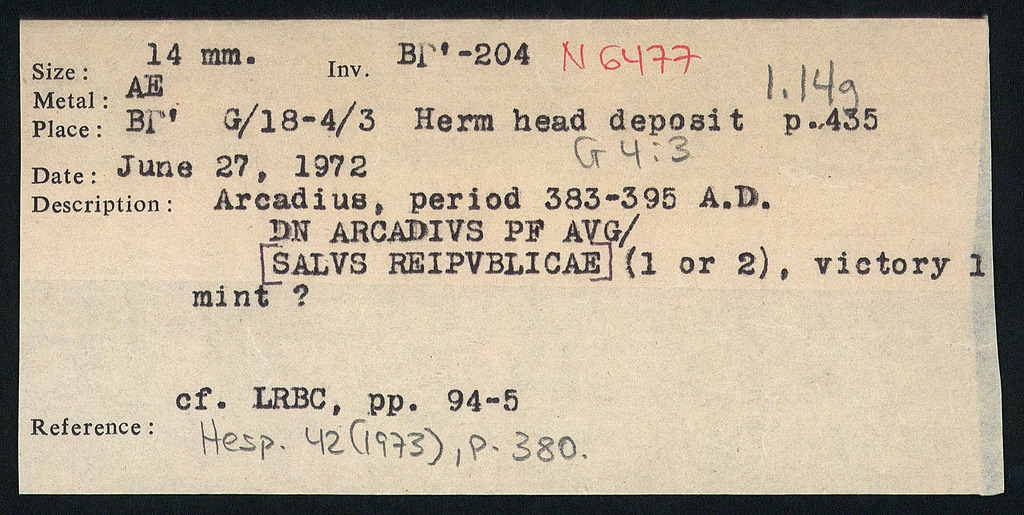 Size: 14 mm. Inv. ΒΓ'-204 N 6477
Metal: AE 1.14g
Place: ΒΓ' G/18-4/3 Herm head deposit p.435
G 4:3
Date: June 27, 1972
Description: Arcadius, period 383-395 A.D.
DN ARCADIVS PF AVG/
[SALVS REIPVBLICAE] (1 or 2), victory l
mint ?
cf. LRBC, pp. 94-5
Reference: Hesp. 42(1973), p. 380.